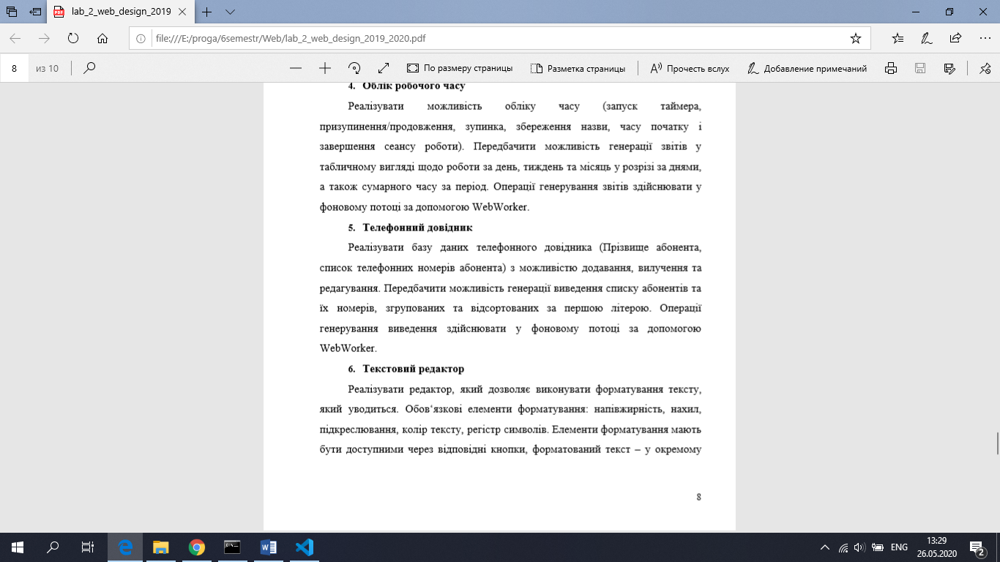 lab_2_web_design_2019
file:///E:/proga/6semestr/Web/lab_2_web_design_2019_2020.pdf
8 из 10 По размеру страницы Разметка страницы Прочесть вслух Добавление примечаний
4. Облік робочого часу
Реалізувати можливість обліку часу (запуск таймера,
призупинення/продовження, зупинка, збереження назви, часу початку і
завершення сеансу роботи). Передбачити можливість генерації звітів у
табличному вигляді щодо роботи за день, тиждень та місяць у розрізі за днями,
а також сумарного часу за період. Операції генерування звітів здійснювати у
фоновому потоці за допомогою WebWorker.
5. Телефонний довідник
Реалізувати базу даних телефонного довідника (Прізвище абонента,
список телефонних номерів абонента) з можливістю додавання, вилучення та
редагування. Передбачити можливість генерації виведення списку абонентів та
їх номерів, згрупованих та відсортованих за першою літерою. Операції
генерування виведення здійснювати у фоновому потоці за допомогою
WebWorker.
6. Текстовий редактор
Реалізувати редактор, який дозволяє виконувати форматування тексту,
який уводиться. Обов‘язкові елементи форматування: напівжирність, нахил,
підкреслювання, колір тексту, регістр символів. Елементи форматування мають
бути доступними через відповідні кнопки, форматований текст – у окремому
8
ENG
13:29
26.05.2020
2